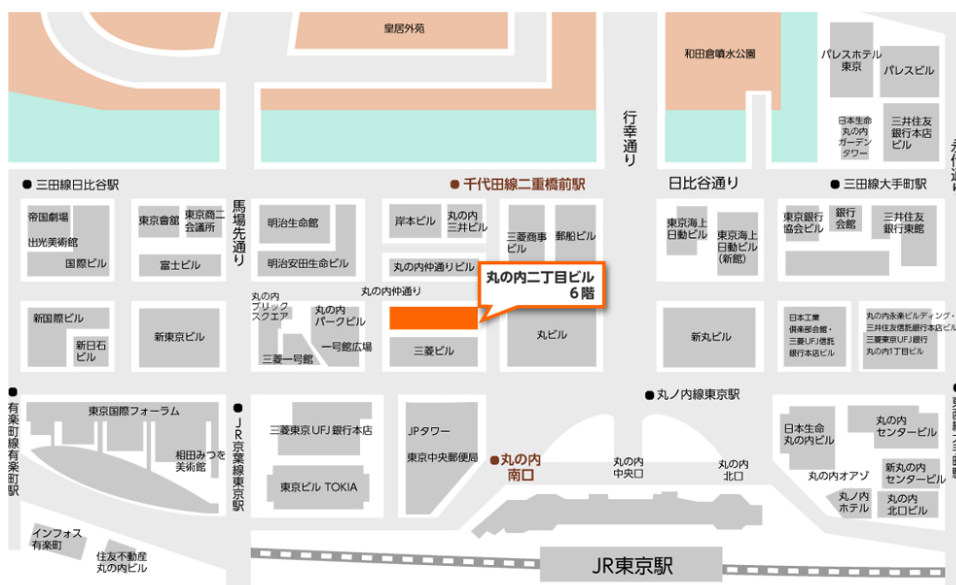 皇居外苑
和田倉噴水公園
パレスホテル
東京
パレスビル
日本生命
丸の内
ガーデン
タワー
三井住友
銀行本店
ビル
行幸通り
永代通り
三田線日比谷駅
千代田線二重橋前駅
日比谷通り
三田線大手町駅
帝国劇場
出光美術館
国際ビル
東京會舘
東京商工
会議所
富士ビル
馬場先通り
明治生命館
明治安田生命ビル
岸本ビル
丸の内
三井ビル
丸の内仲通りビル
三菱商事
ビル
郵船ビル
東京海上
日動ビル
東京海上
日動ビル
(新館)
東京銀行
協会ビル
銀行
会館
三井住友
銀行東館
丸の内二丁目ビル
6階
丸の内仲通り
新国際ビル
新日石
ビル
新東京ビル
丸の内
ブリック
スクエア
丸の内
パークビル
三菱一号館
一号館広場
三菱ビル
丸ビル
新丸ビル
日本工業
倶楽部会館・
三菱UFJ信託
銀行本店ビル
丸の内永楽ビルディング・
三井住友信託銀行本店ビル
三菱東京UFJ銀行
丸の内1丁目ビル
有楽町線有楽町駅
東京国際フォーラム
相田みつを
美術館
JR京葉線東京駅
三菱東京UFJ銀行本店
東京ビル TOKIA
JPタワー
東京中央郵便局
丸ノ内線東京駅
丸の内
南口
丸の内
中央口
丸の内
北口
日本生命
丸の内ビル
丸の内
センタービル
丸の内オアゾ
新丸の内
センタービル
丸ノ内
ホテル
丸の内
北口ビル
インフォス
有楽町
住友不動産
丸の内ビル
JR東京駅